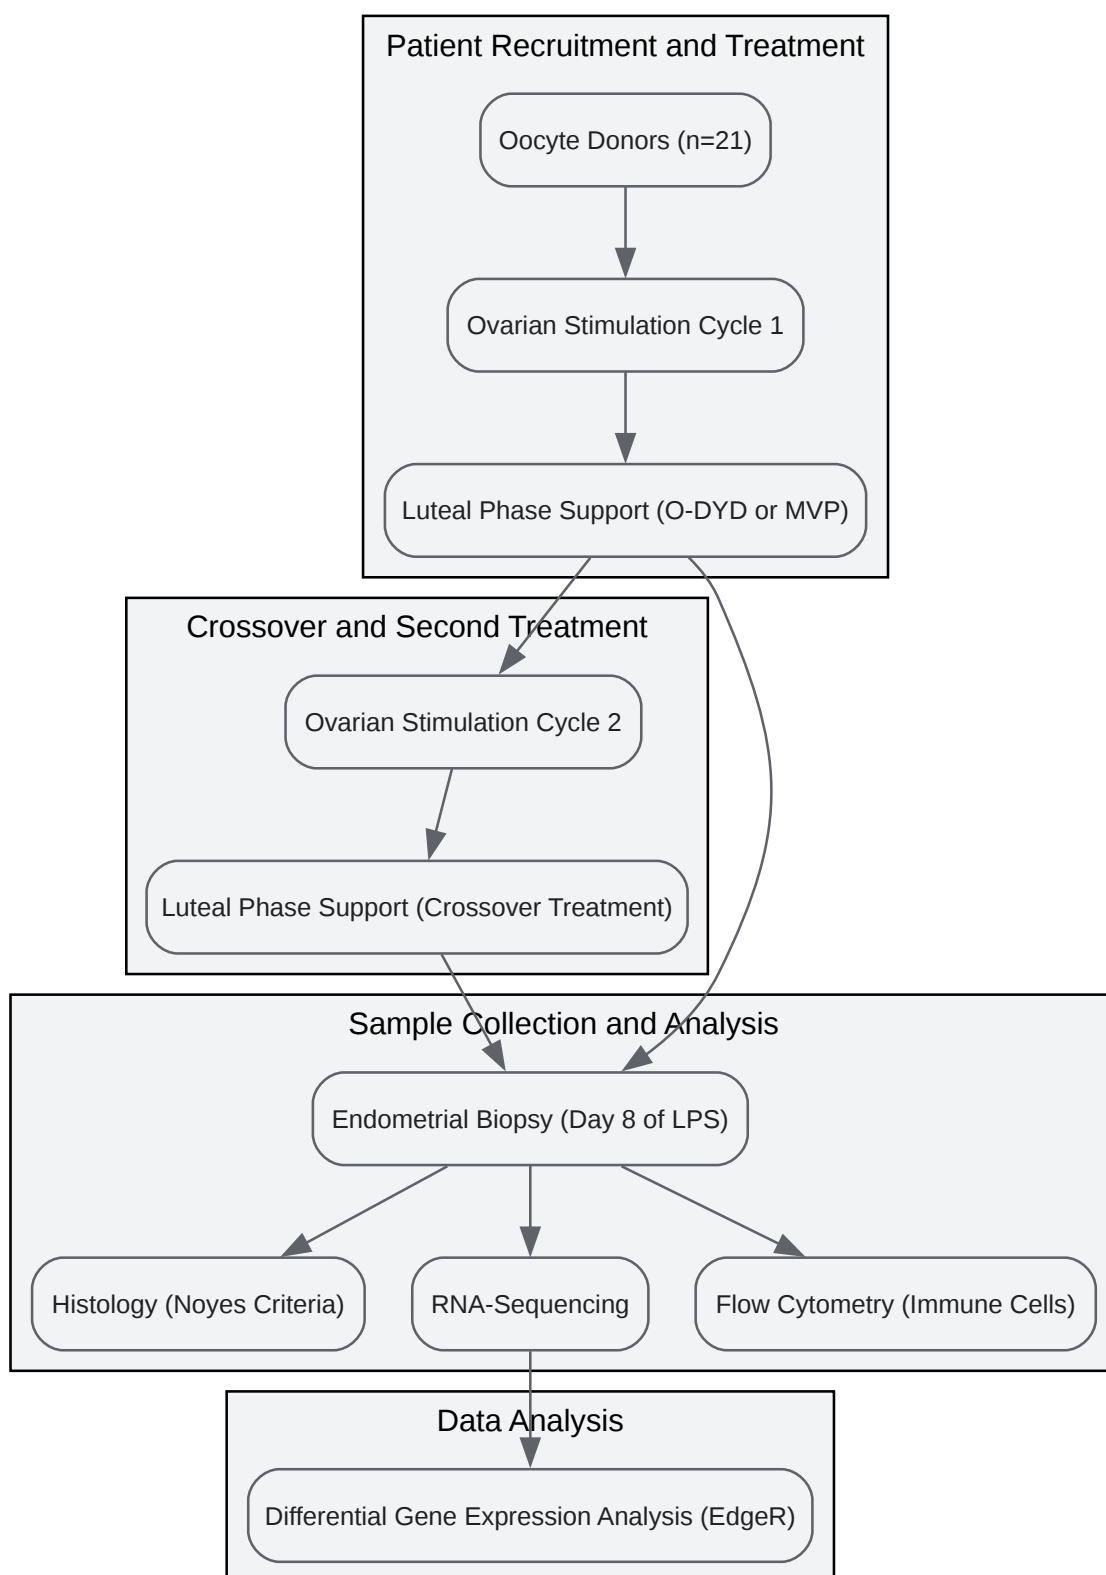 Patient Recruitment and Treatment
Oocyte Donors (n=21)
Ovarian Stimulation Cycle 1
Luteal Phase Support (O-DYD or MVP)
Crossover and Second Treatment
Ovarian Stimulation Cycle 2
Luteal Phase Support (Crossover Treatment)
Sample Collection and Analysis
Endometrial Biopsy (Day 8 of LPS)
Histology (Noyes Criteria)
RNA-Sequencing
Flow Cytometry (Immune Cells)
Data Analysis
Differential Gene Expression Analysis (EdgeR)